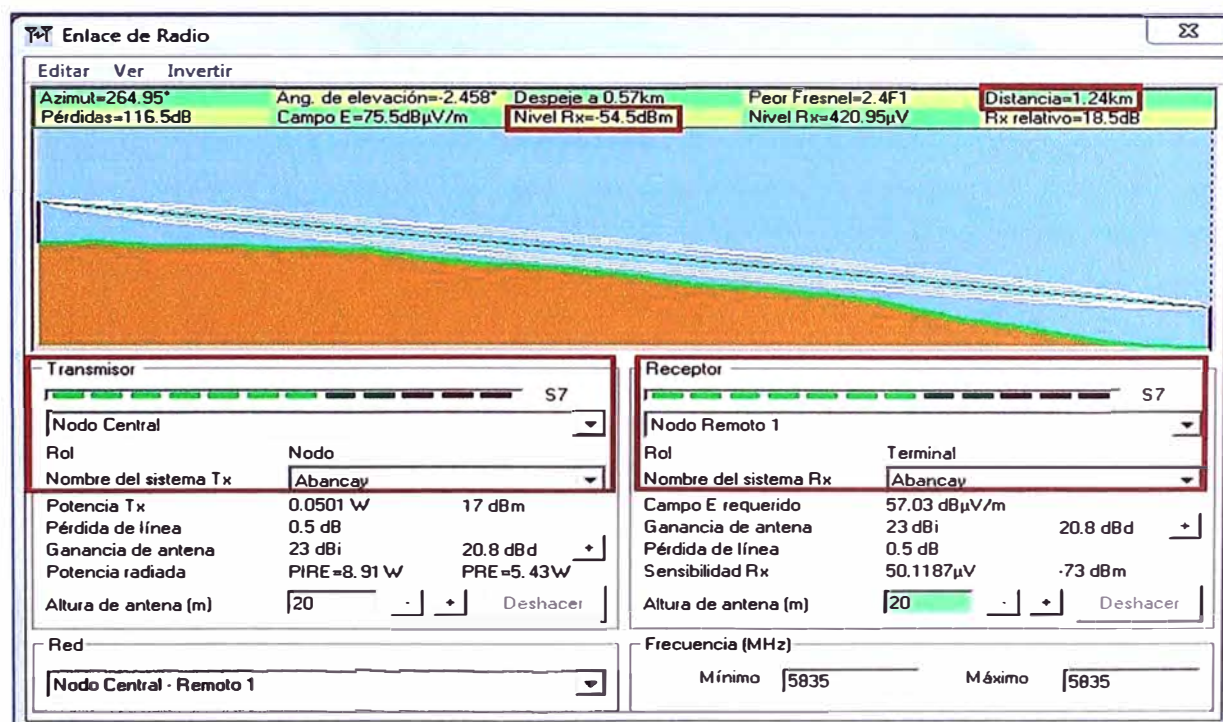 Enlace de Radio
Editar Ver Invertir
Azimut=264.95° Ang. de elevación=-2.458° Despeje a 0.57km Peor Fresnel=2.4F1 Distancia=1.24km
Pérdidas=116.5dB Campo E=75.5dBµV/m Nivel Rx=-54.5dBm Nivel Rx=420.95µV Rx relativo=18.5dB
Transmisor
S7
Nodo Central
Rol Nodo
Nombre del sistema Tx Abancay
Potencia Tx 0.0501 W 17 dBm
Pérdida de línea 0.5 dB
Ganancia de antena 23 dBi 20.8 dBd +
Potencia radiada PIRE=8.91 W PRE=5.43W
Altura de antena (m) 20 - + Deshacer
Red
Nodo Central - Remoto 1
Receptor
S7
Nodo Remoto 1
Rol Terminal
Nombre del sistema Rx Abancay
Campo E requerido 57.03 dBµV/m
Ganancia de antena 23 dBi 20.8 dBd +
Pérdida de línea 0.5 dB
Sensibilidad Rx 50.1187µV -73 dBm
Altura de antena (m) 20 - + Deshacer
Frecuencia (MHz)
Mínimo 5835 Máximo 5835